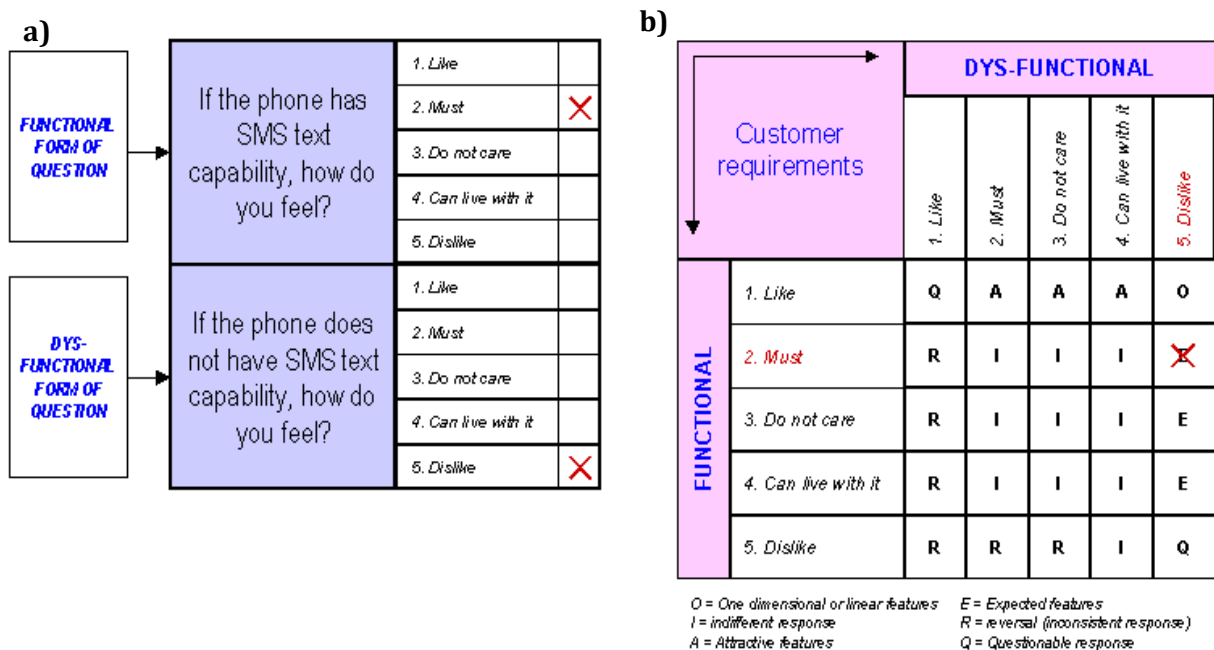 a)
FUNCTIONAL
FORM OF
QUESTION
If the phone has
SMS text
capability, how do
you feel?
1. Like
2. Must
3. Do not care
4. Can live with it
5. Dislike
DYS-
FUNCTIONAL
FORM OF
QUESTION
If the phone does
not have SMS text
capability, how do
you feel?
1. Like
2. Must
3. Do not care
4. Can live with it
5. Dislike
b)
Customer
requirements
DYS-FUNCTIONAL
1. Like
2. Must
3. Do not care
4. Can live with it
5. Dislike
FUNCTIONAL
1. Like Q A A A O
2. Must R I I I E
3. Do not care R I I I E
4. Can live with it R I I I E
5. Dislike R R R I Q
O = One dimensional or linear features E = Expected features
I = indifferent response R = reversal (inconsistent response)
A = Attractive features Q = Questionable response